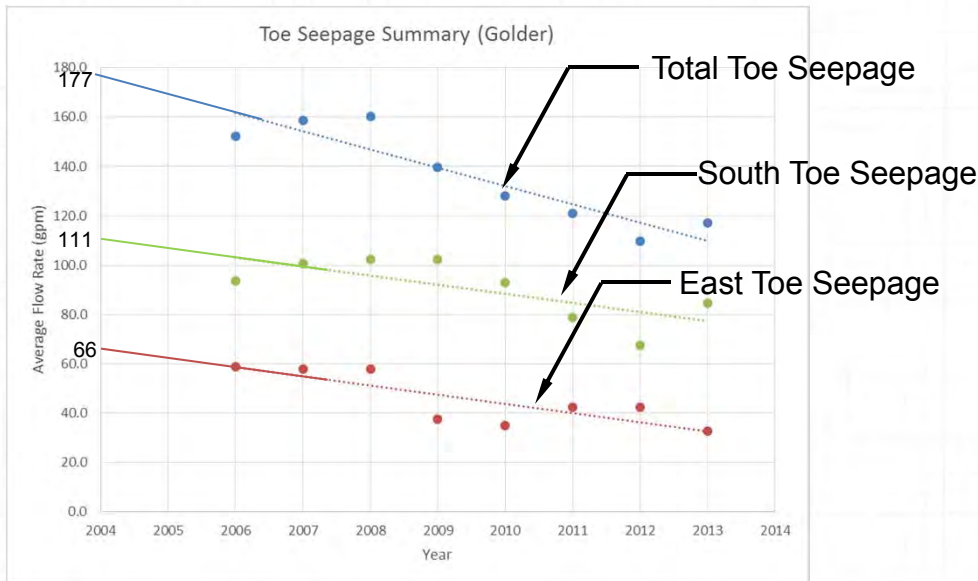 Toe Seepage Summary (Golder)
180.0
177
160.0
140.0
120.0
111
100.0
80.0
66
60.0
40.0
20.0
0.0
Average Flow Rate (gpm)
Total Toe Seepage
South Toe Seepage
East Toe Seepage
2004 2005 2006 2007 2008 2009 2010 2011 2012 2013 2014
Year